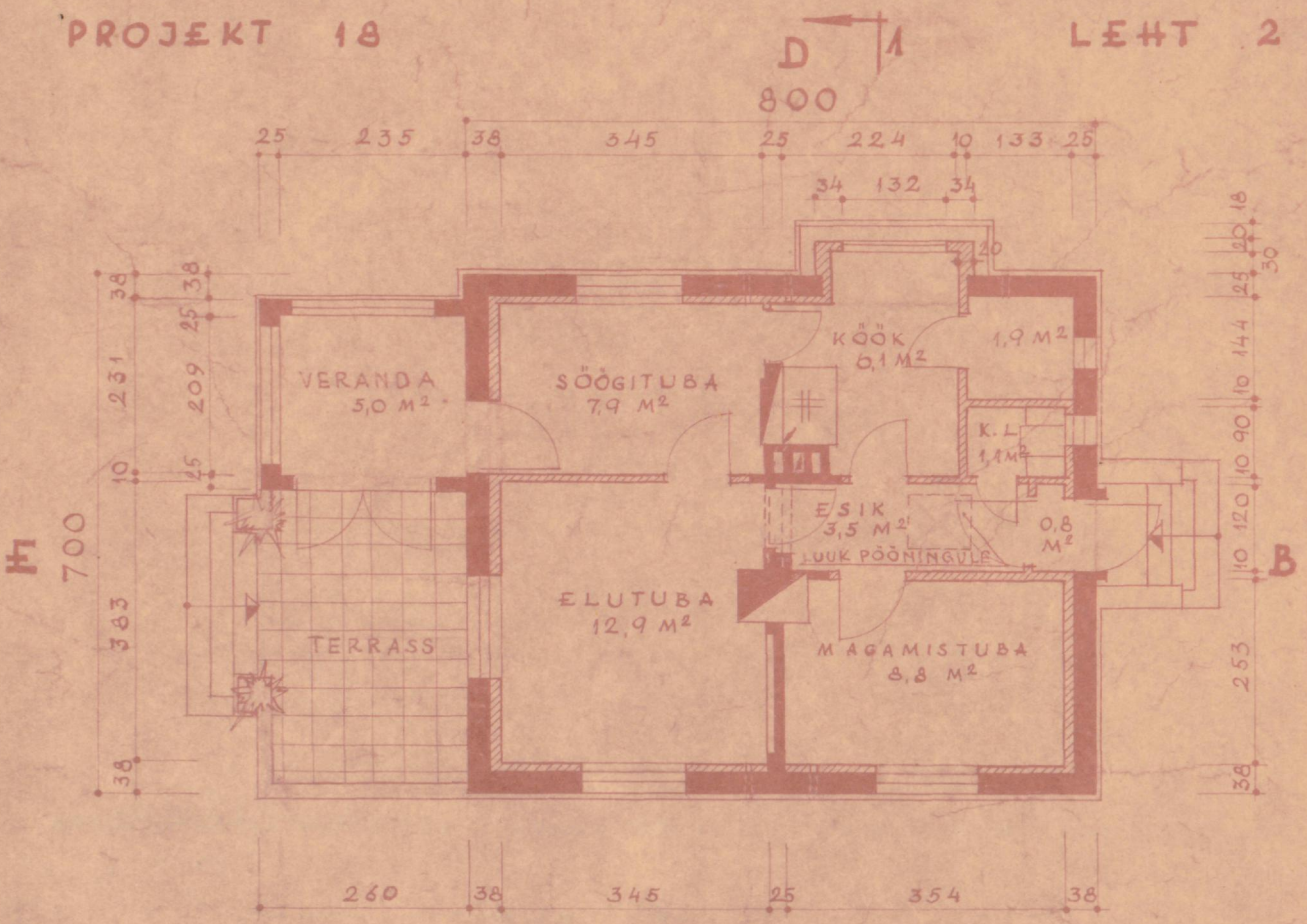 PROJEKT 18
LEHT 2
D
1
800
25 235 38 345 25 224 10 133 25
34 132 34
20
18
20
30
25
144
10
90
10
120
10
253
38
38
231
10
383
38
700
38
25
209
25
VERANDA
5,0 M²
SÖÖGITUBA
7,9 M²
KÖÖK
6,1 M²
1,9 M²
K. L
1,1 M²
ESIK
3,5 M²
LUUK PÖÖNINGULE
0,8
M²
B
ELUTUBA
12,9 M²
TERRASS
MAGAMISTUBA
8,8 M²
260 38 345 25 354 38